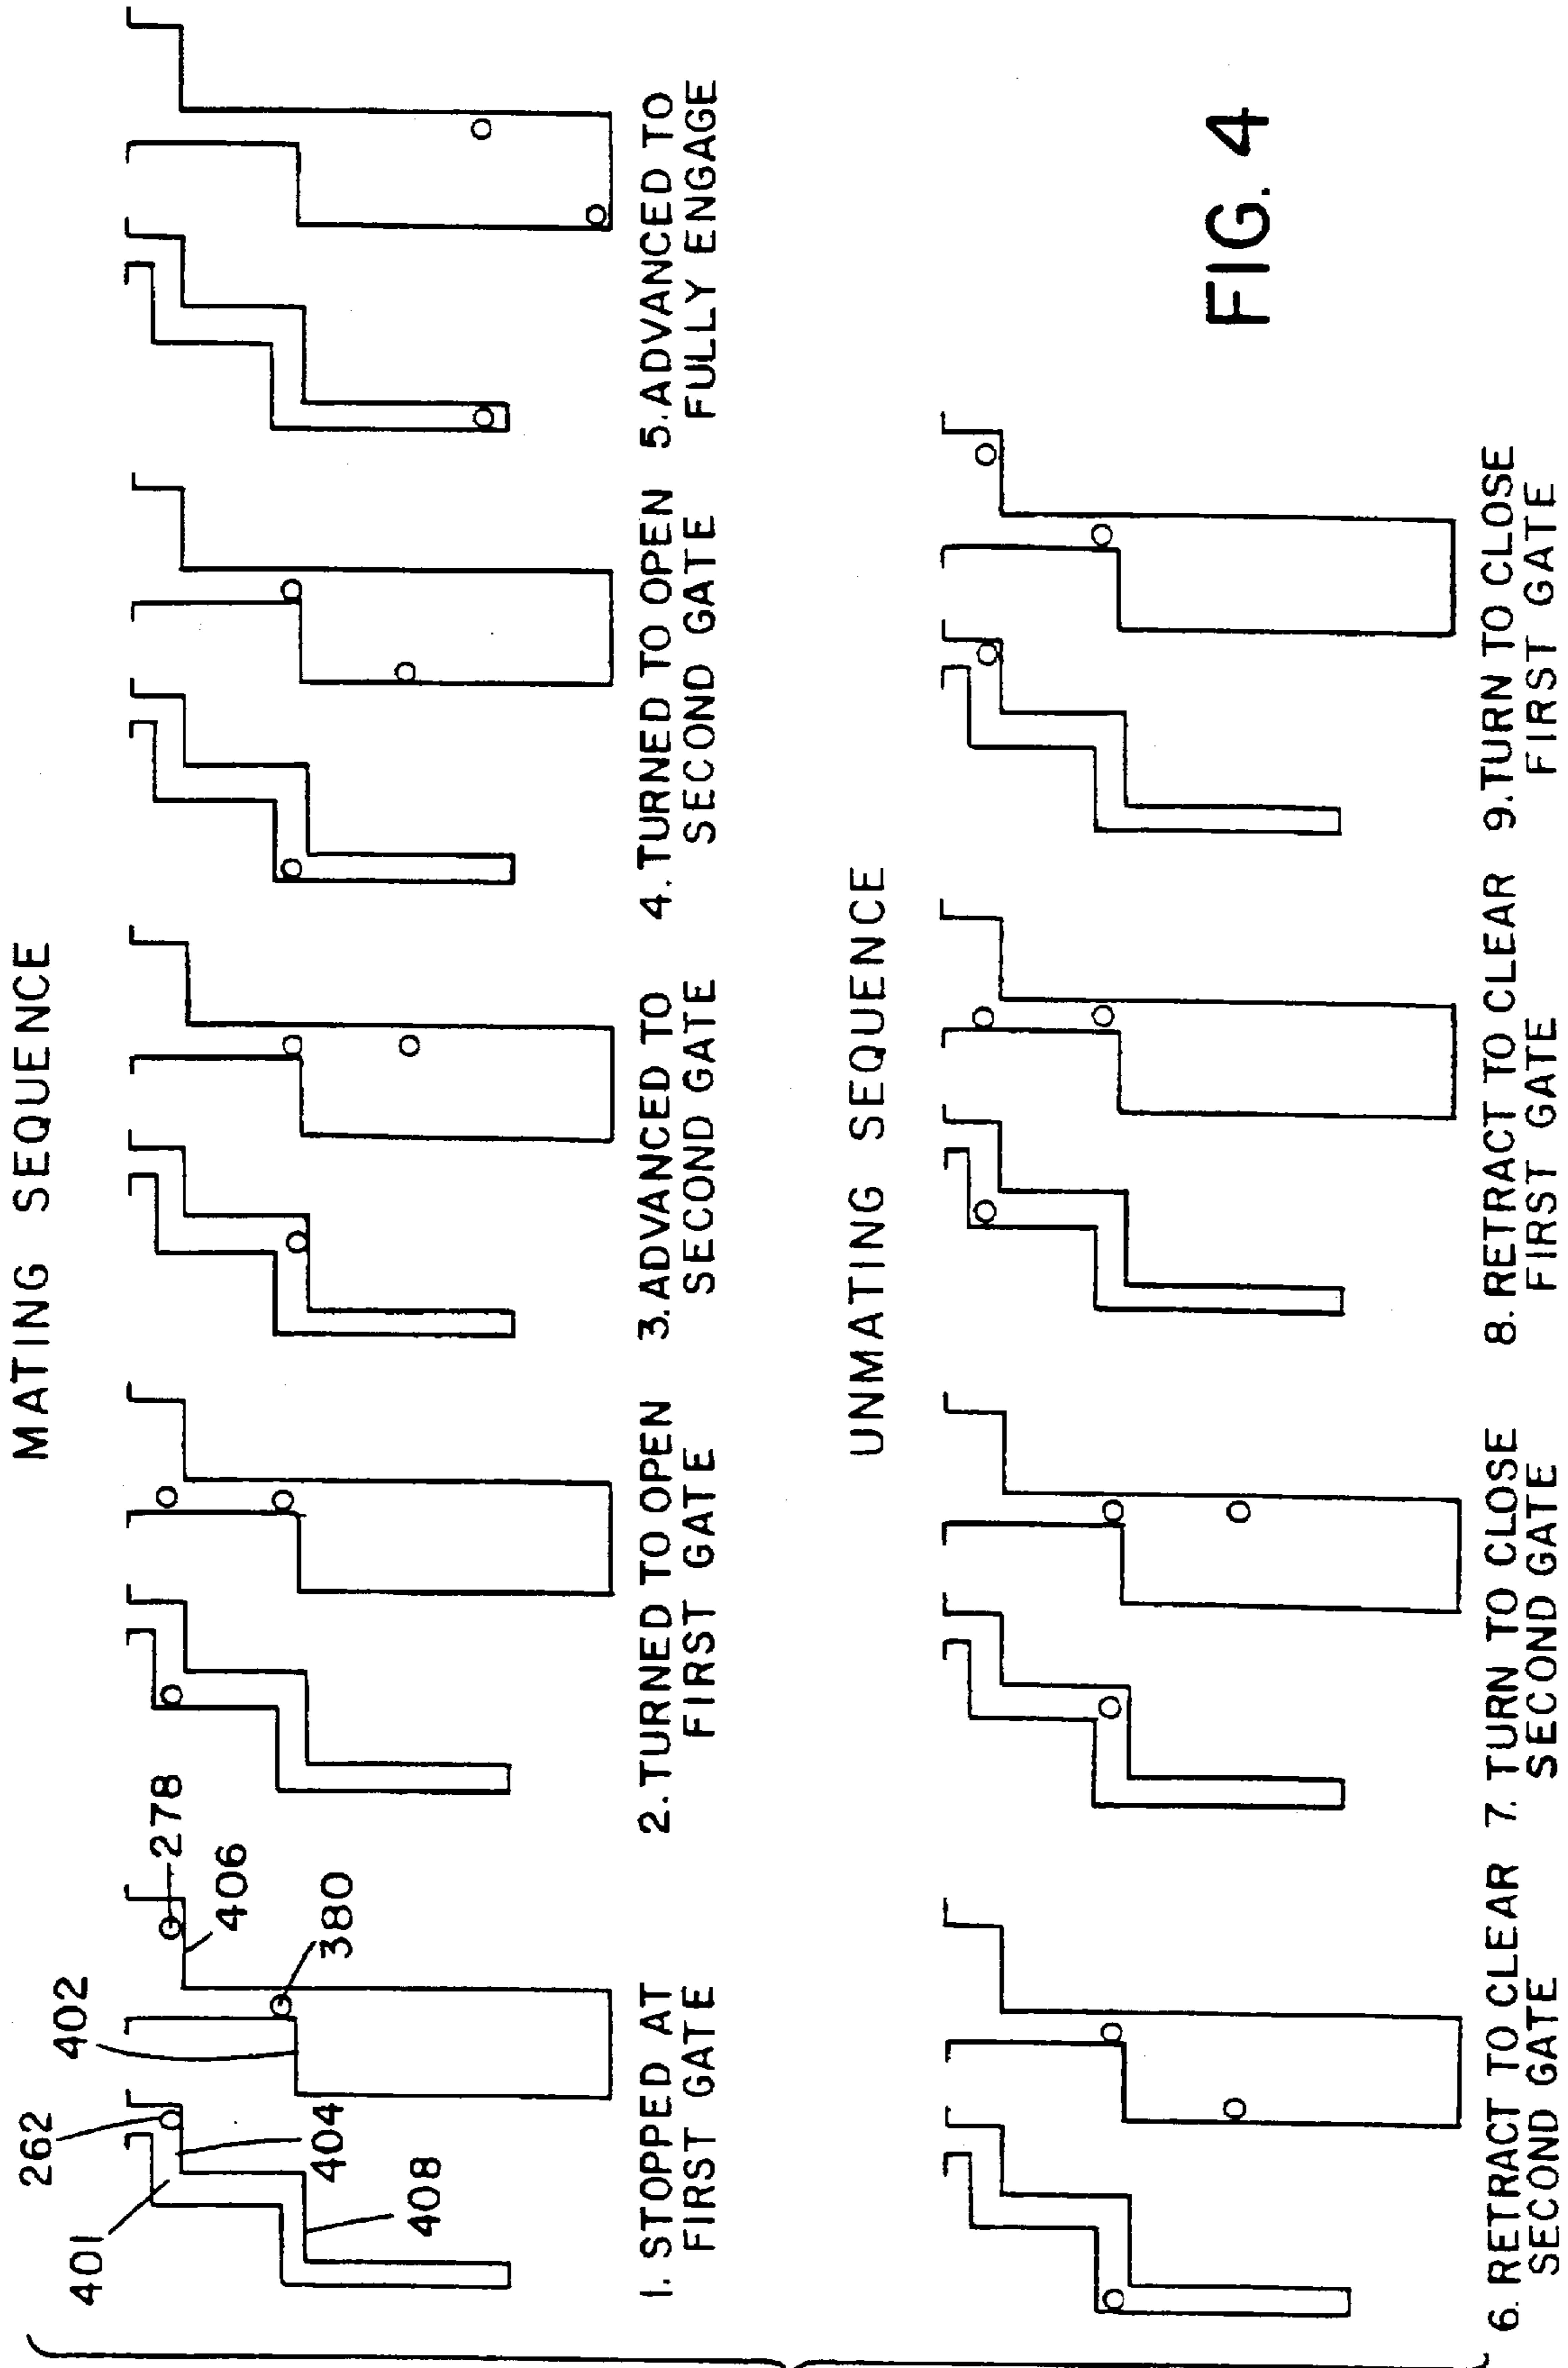 MATING SEQUENCE
262
401
404
408
402
278
406
380
1. STOPPED AT
FIRST GATE
2. TURNED TO OPEN
FIRST GATE
3. ADVANCED TO
SECOND GATE
4. TURNED TO OPEN
SECOND GATE
5. ADVANCED TO
FULLY ENGAGE
UNMATING SEQUENCE
6. RETRACT TO CLEAR
SECOND GATE
7. TURN TO CLOSE
SECOND GATE
8. RETRACT TO CLEAR
FIRST GATE
9. TURN TO CLOSE
FIRST GATE
FIG. 4